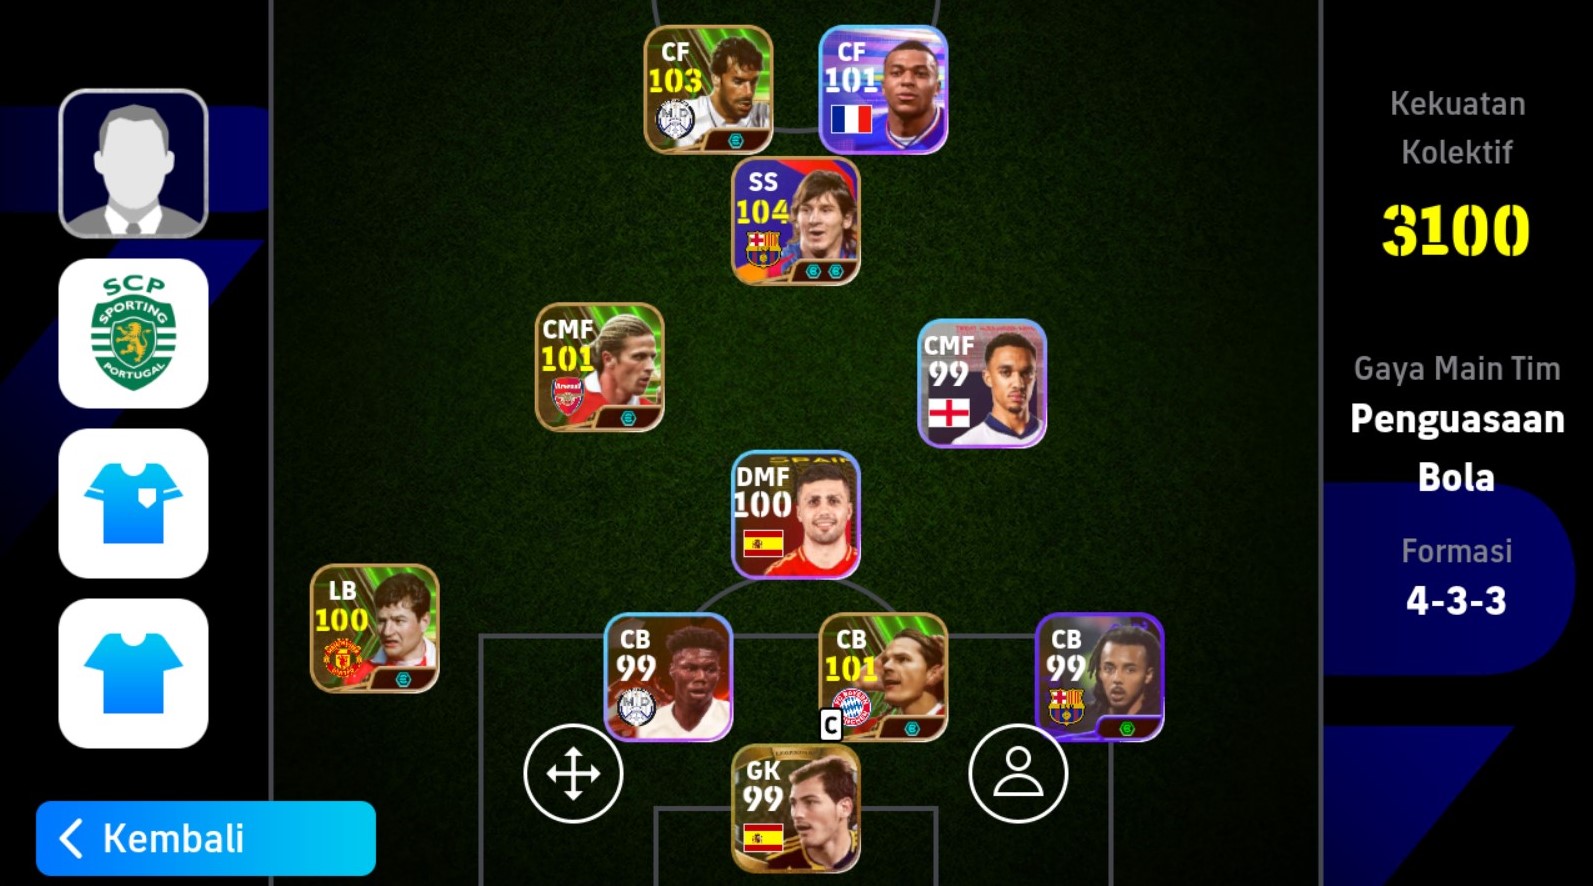 CF
103
CF
101
SS
104
CMF
101
Arsenal
CMF
99
DMF
100
LB
100
CB
99
CB
101
C
CB
99
GK
99
SCP
SPORTING
PORTUGAL
Kembali
Kekuatan
Kolektif
3100
Gaya Main Tim
Penguasaan
Bola
Formasi
4-3-3